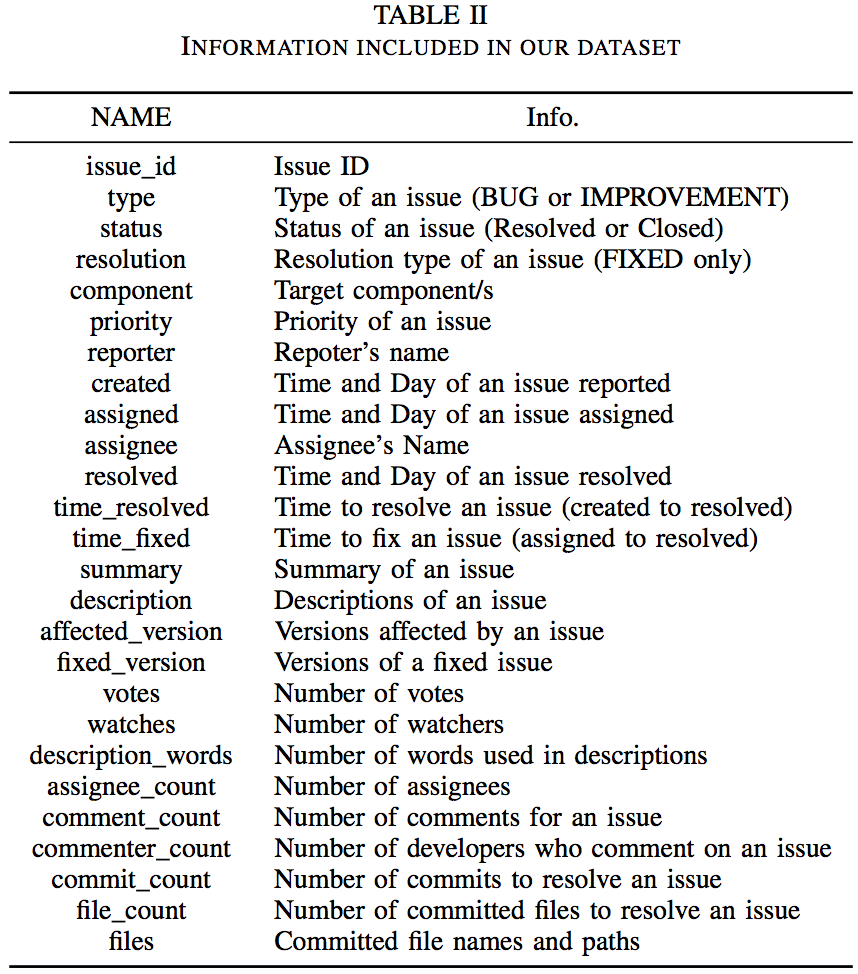 TABLE II
INFORMATION INCLUDED IN OUR DATASET
NAME Info.
issue_id Issue ID
type Type of an issue (BUG or IMPROVEMENT)
status Status of an issue (Resolved or Closed)
resolution Resolution type of an issue (FIXED only)
component Target component/s
priority Priority of an issue
reporter Repoter's name
created Time and Day of an issue reported
assigned Time and Day of an issue assigned
assignee Assignee's Name
resolved Time and Day of an issue resolved
time_resolved Time to resolve an issue (created to resolved)
time_fixed Time to fix an issue (assigned to resolved)
summary Summary of an issue
description Descriptions of an issue
affected_version Versions affected by an issue
fixed_version Versions of a fixed issue
votes Number of votes
watches Number of watchers
description_words Number of words used in descriptions
assignee_count Number of assignees
comment_count Number of comments for an issue
commenter_count Number of developers who comment on an issue
commit_count Number of commits to resolve an issue
file_count Number of committed files to resolve an issue
files Committed file names and paths